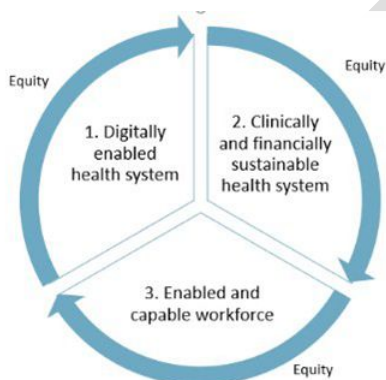 Equity
Equity
1. Digitally
enabled
health system
2. Clinically
and financially
sustainable
health system
3. Enabled and
capable workforce
Equity